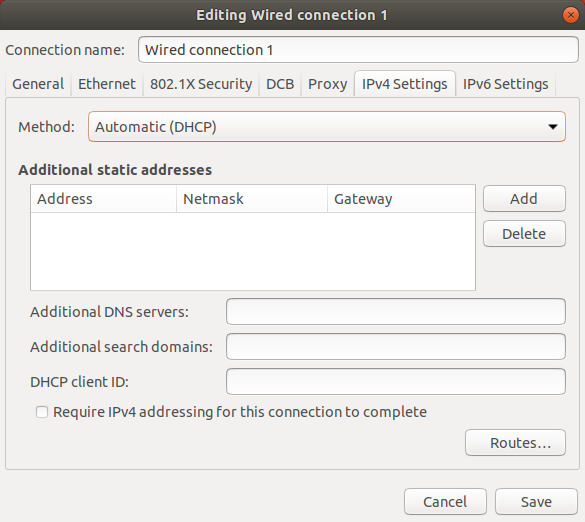 Editing Wired connection 1
Connection name: Wired connection 1
General Ethernet 802.1X Security DCB Proxy IPv4 Settings IPv6 Settings
Method: Automatic (DHCP)
Additional static addresses
Address Netmask Gateway Add
Delete
Additional DNS servers:
Additional search domains:
DHCP client ID:
Require IPv4 addressing for this connection to complete
Routes…
Cancel Save